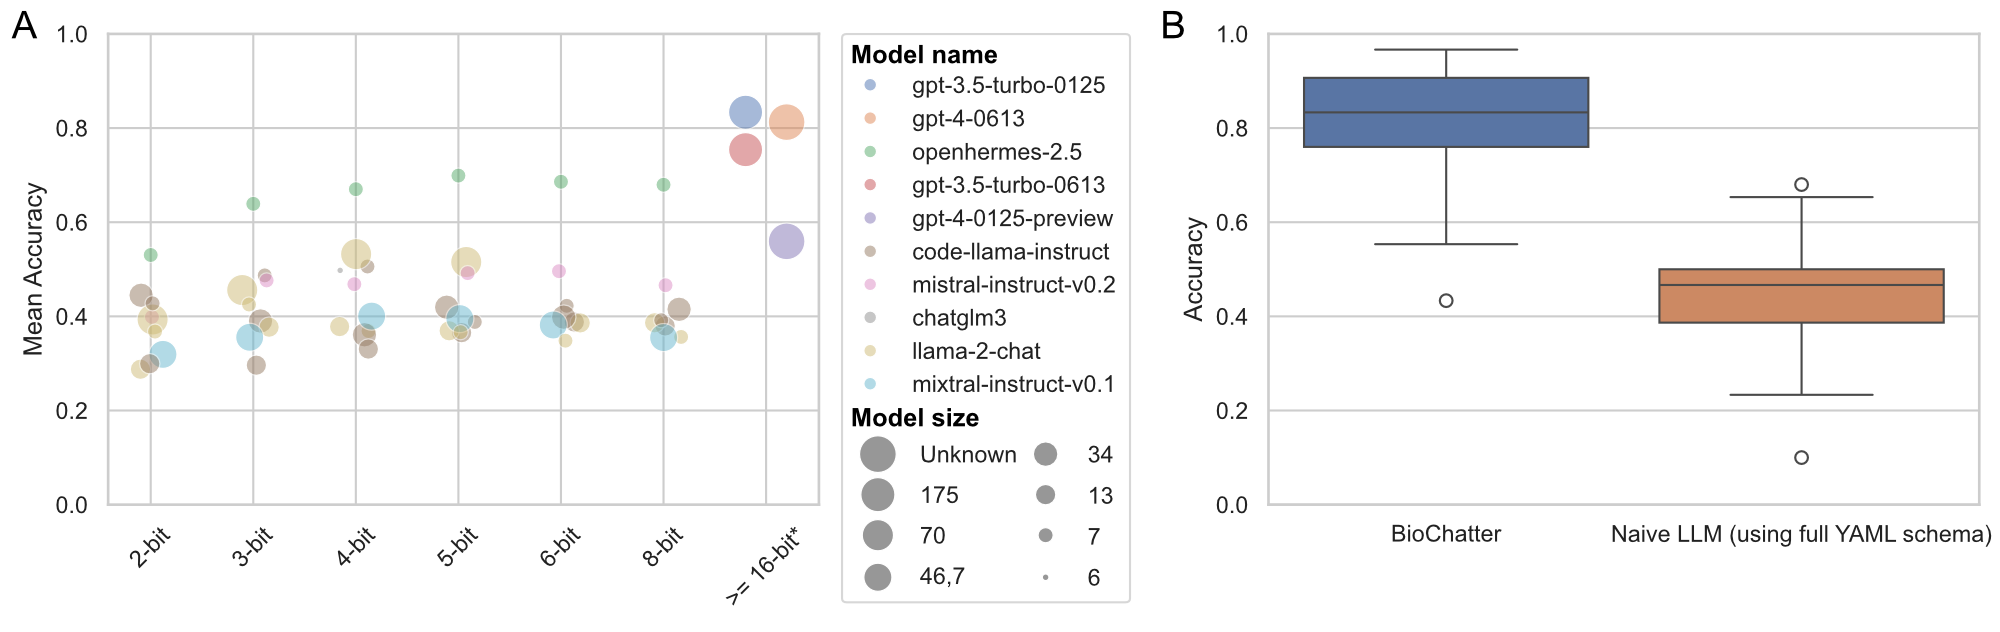 A
Mean Accuracy
1.0
0.8
0.6
0.4
0.2
0.0
2-bit
3-bit
4-bit
5-bit
6-bit
8-bit
>= 16-bit*
Model name
gpt-3.5-turbo-0125
gpt-4-0613
openhermes-2.5
gpt-3.5-turbo-0613
gpt-4-0125-preview
code-llama-instruct
mistral-instruct-v0.2
chatglm3
llama-2-chat
mixtral-instruct-v0.1
Model size
Unknown
175
70
46,7
34
13
7
6
B
Accuracy
1.0
0.8
0.6
0.4
0.2
0.0
BioChatter
Naive LLM (using full YAML schema)